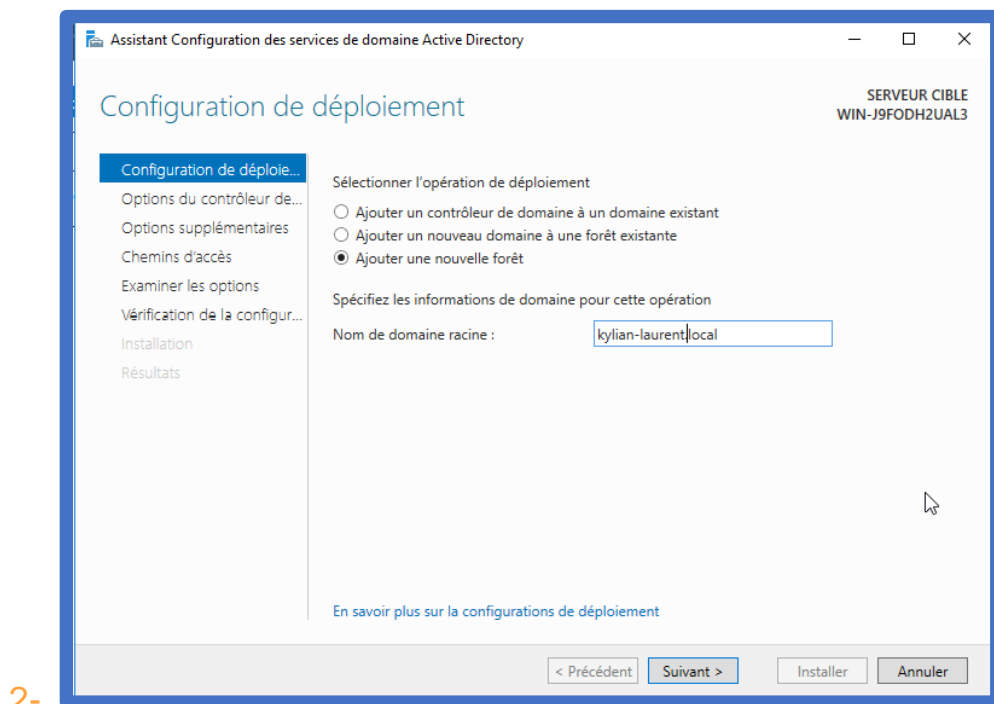 Assistant Configuration des services de domaine Active Directory
Configuration de déploiement
SERVEUR CIBLE
WIN-J9FODH2UAL3
Configuration de déploie...
Options du contrôleur de...
Options supplémentaires
Chemins d'accès
Examiner les options
Vérification de la configur...
Installation
Résultats
Sélectionner l'opération de déploiement
Ajouter un contrôleur de domaine à un domaine existant
Ajouter un nouveau domaine à une forêt existante
Ajouter une nouvelle forêt
Spécifiez les informations de domaine pour cette opération
Nom de domaine racine :
kylian-laurent.local
En savoir plus sur la configurations de déploiement
< Précédent
Suivant >
Installer
Annuler
2-